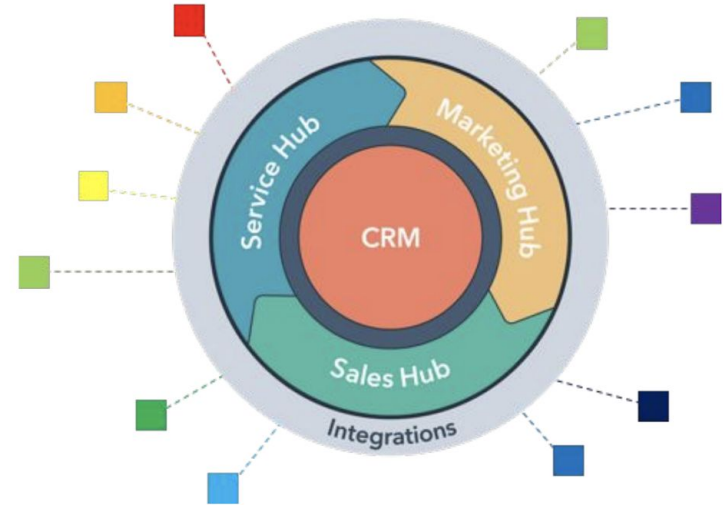 Service Hub
Marketing Hub
CRM
Sales Hub
Integrations